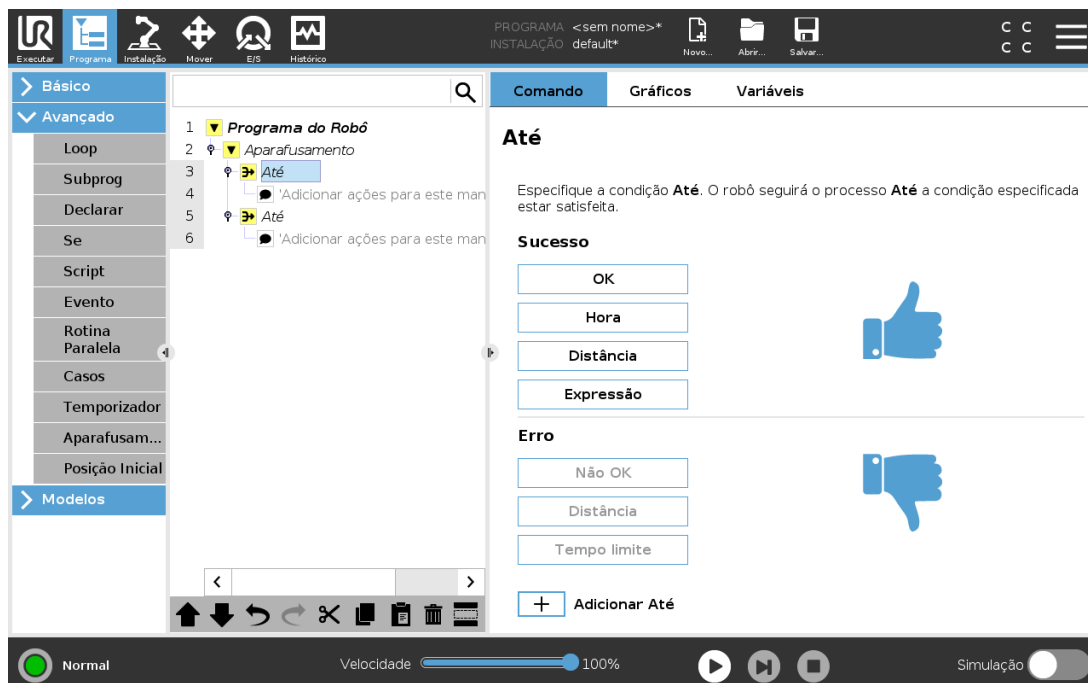 PROGRAMA <sem nome>*
INSTALAÇÃO default*
Executar Programa Instalação Mover E/S Histórico
Novo... Abrir... Salvar...
C C
C C
Básico
Avançado
Loop
Subprog
Declarar
Se
Script
Evento
Rotina
Paralela
Casos
Temporizador
Aparafusam...
Posição Inicial
Modelos
1 Programa do Robô
2 Aparafusamento
3 Até
4 'Adicionar ações para este man
5 Até
6 'Adicionar ações para este man
Comando Gráficos Variáveis
Até
Especifique a condição Até. O robô seguirá o processo Até a condição especificada
estar satisfeita.
Sucesso
OK
Hora
Distância
Expressão
Erro
Não OK
Distância
Tempo limite
Adicionar Até
Normal
Velocidade 100%
Simulação